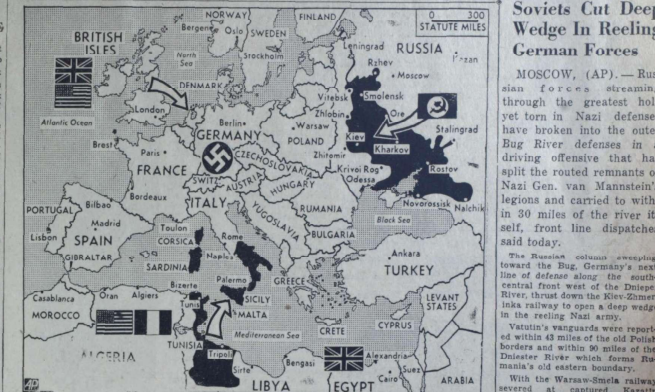 NORWAY
FINLAND
0 300
STATUTE MILES
BRITISH
ISLES
Bergen
Oslo
SWEDEN
Leningrad
RUSSIA
North
Sea
Stockholm
Rzhev
Moscow
DENMARK
Vitebsk
Smolensk
London
Zhlobin
Ore
Atlantic Ocean
Berlin
Warsaw
Stalingrad
GERMANY
POLAND
Kiev
Brest
Paris
Zhitomir
Kharkov
CZECHOSLOVAKIA
FRANCE
Krivoi Rog
Rostov
SWITZ
AUSTRIA
HUNGARY
Odessa
Bordeaux
ITALY
RUMANIA
Novorossisk
Nalchik
PORTUGAL
Bilbao
YUGOSLAVIA
Madrid
Toulon
Black Sea
CORSICA
Rome
BULGARIA
Lisbon
SPAIN
Naples
Ankara
GIBRALTAR
SARDINIA
TURKEY
Palermo
GREECE
Bizerte
SICILY
Casablanca
Oran
Algiers
Tunis
LEVANT
STATES
MOROCCO
MALTA
CRETE
CYPRUS
Mediterranean Sea
ALGERIA
TUNISIA
Tripoli
Bengasi
Alexandria
Sirte
Cairo
Suez
ARABIA
LIBYA
EGYPT
AP
Soviets Cut Deep
Wedge In Reeling
German Forces
MOSCOW, (AP). — Rus
sian forces streaming
through the greatest hol
yet torn in Nazi defense
have broken into the oute
Bug River defenses in
driving offensive that ha
split the routed remnants o
Nazi Gen. van Mannstein'
legions and carried to with
in 30 miles of the river it
self, front line dispatche
said today.
The Russian column sweeping
toward the Bug, Germany's next
line of defense along the south
central front west of the Dniepe
River, thrust down the Kiev-Zhmer
inka railway to open a deep wedge
in the reeling Nazi army.
Vatutin's vanguards were report
ed within 43 miles of the old Polish
borders and within 90 miles of the
Dniester River which forms Ru
mania's old eastern boundary.
With the Warsaw-Smela railway
severed at captured